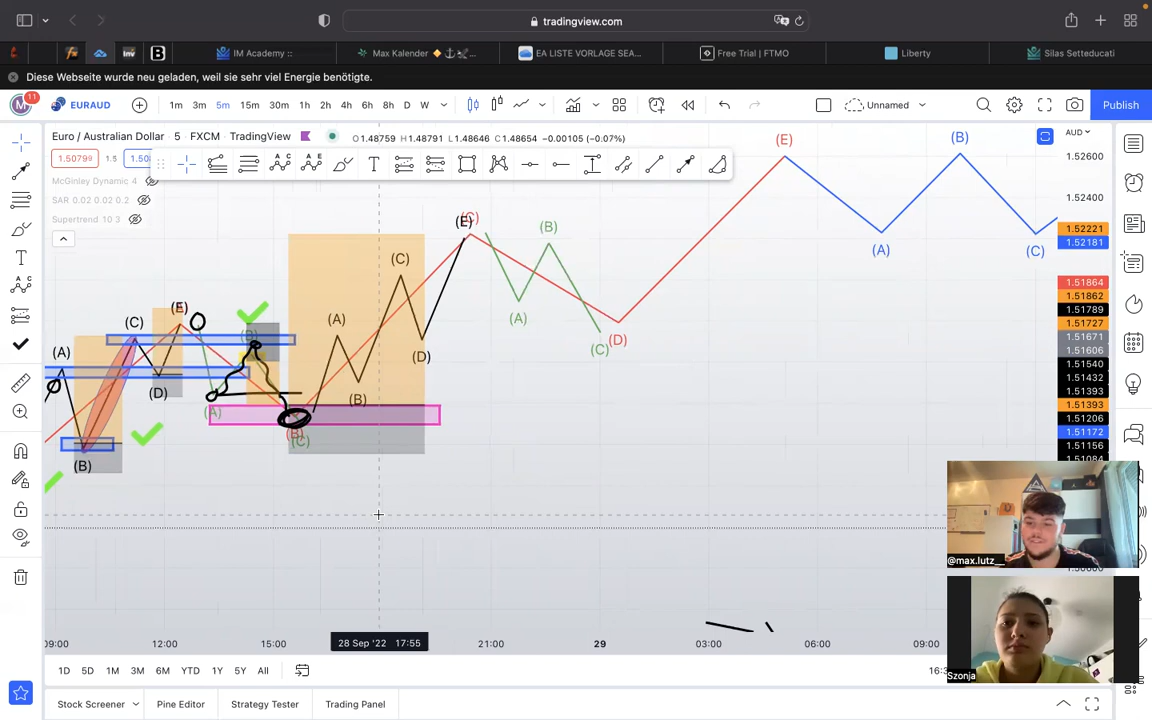 tradingview.com
IM Academy ::
Max Kalender
EA LISTE VORLAGE SEA...
Free Trial | FTMO
Liberty
Silas Setteducati
Diese Webseite wurde neu geladen, weil sie sehr viel Energie benötigte.
M 11 EURAUD 1m 3m 5m 15m 30m 1h 2h 4h 6h 8h D W Unnamed Publish
Euro / Australian Dollar 5 FXCM TradingView O1.48759 H1.48791 L1.48646 C1.48654 −0.00105 (−0.07%)
AUD
1.50799 1.5 1.50
McGinley Dynamic 4
SAR 0.02 0.02 0.2
Supertrend 10 3
(E)
(B)
1.52600
1.52400
(E)
(C)
(B)
1.52221
1.52181
(A)
(C)
(C)
1.51864
1.51862
1.51789
1.51727
1.51671
1.51606
1.51540
1.51432
1.51393
1.51393
1.51206
1.51172
1.51084
(E)
(A)
(A)
(C)
(B)
(A)
(D)
(C)
(D)
(D)
(B)
(A)
(B)
(C)
(B)
@max.lutz__
Szonja
09:00 12:00 15:00 28 Sep '22 17:55 21:00 29 03:00 06:00 09:00
1D 5D 1M 3M 6M YTD 1Y 5Y All
16:3
Stock Screener Pine Editor Strategy Tester Trading Panel